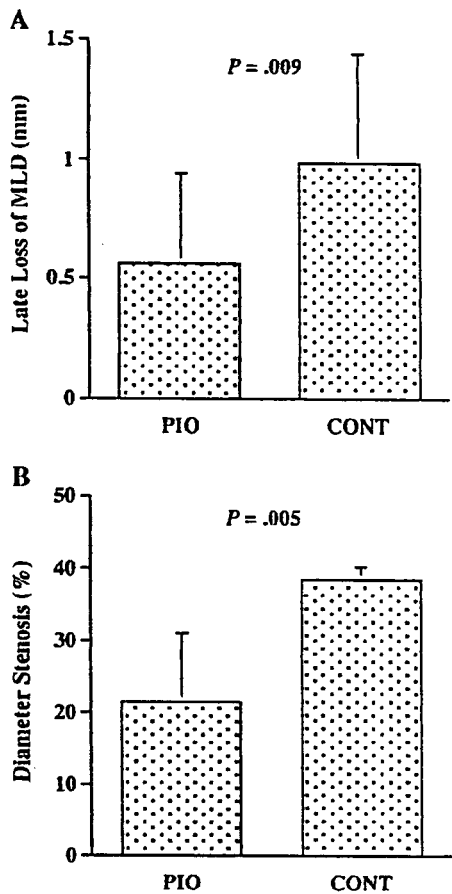 A
Late Loss of MLD (mm)
1.5
1
0.5
0
P = .009
PIO
CONT
B
Diameter Stenosis (%)
50
40
30
20
10
0
P = .005
PIO
CONT